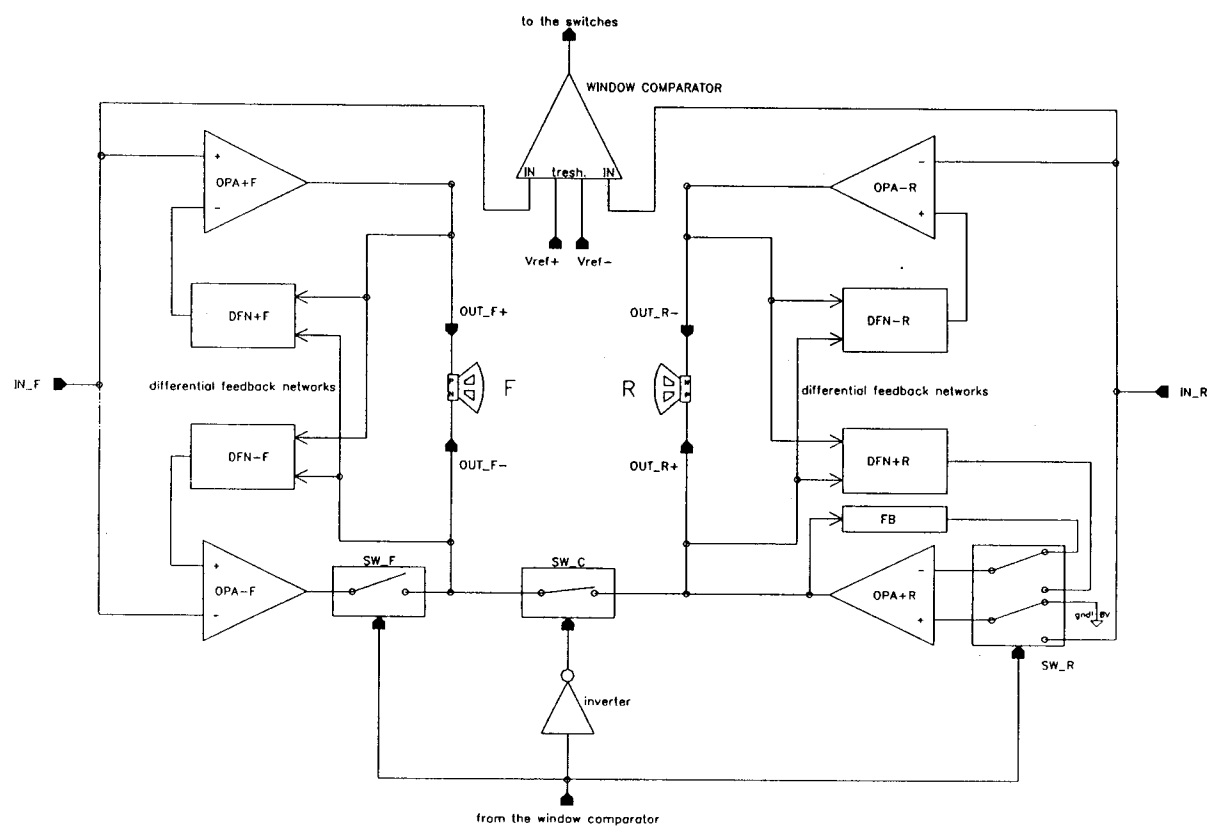 to the switches
WINDOW COMPARATOR
IN tresh. IN
Vref+ Vref-
+
OPA+F
-
-
OPA-R
+
DFN+F
OUT_F+
OUT_R-
DFN-R
IN_F
differential feedback networks
F
R
differential feedback networks
IN_R
DFN-F
OUT_F-
OUT_R+
DFN+R
FB
+
OPA-F
-
SW_F
SW_C
-
OPA+R
+
gnd!
SW_R
inverter
from the window comparator